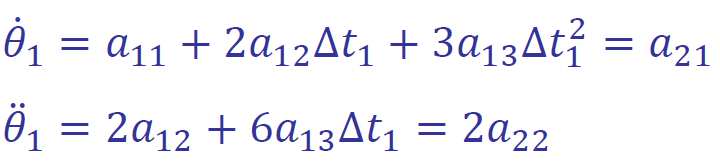 θ̇₁ = a₁₁ + 2a₁₂Δt₁ + 3a₁₃Δt₁² = a₂₁
θ̈₁ = 2a₁₂ + 6a₁₃Δt₁ = 2a₂₂